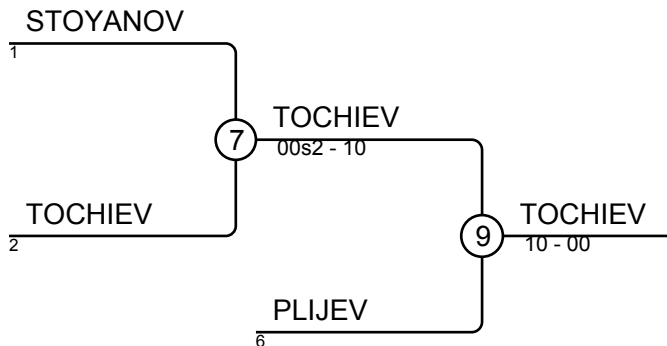 STOYANOV
1
7
TOCHIEV
00s2 - 10
TOCHIEV
2
9
TOCHIEV
10 - 00
PLIJEV
6